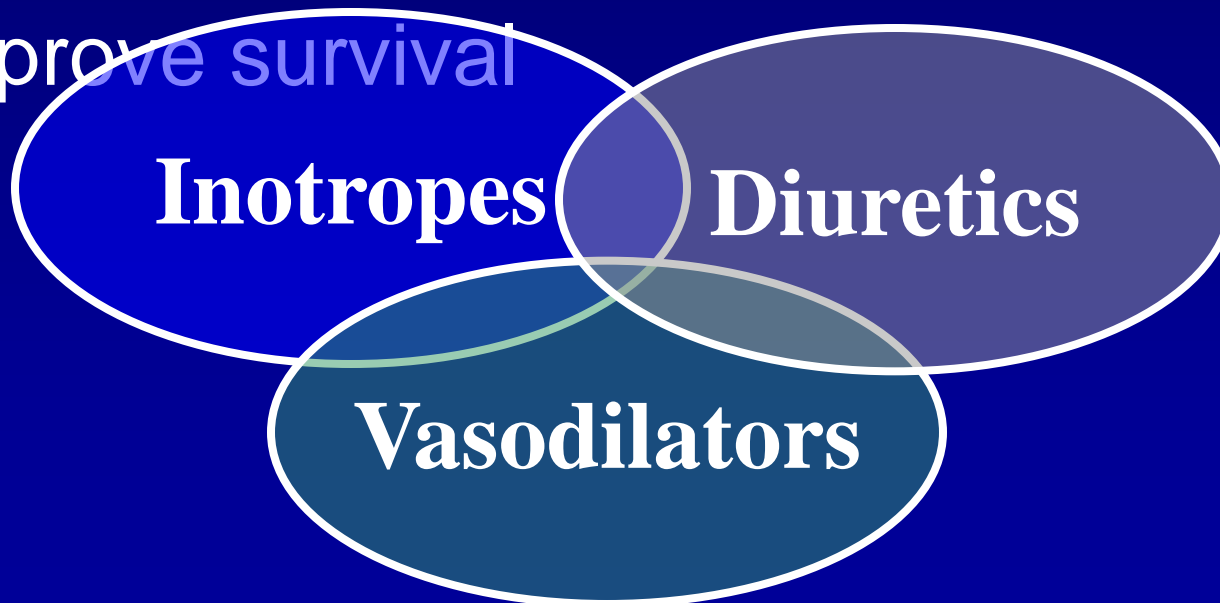 prove survival
Inotropes
Diuretics
Vasodilators